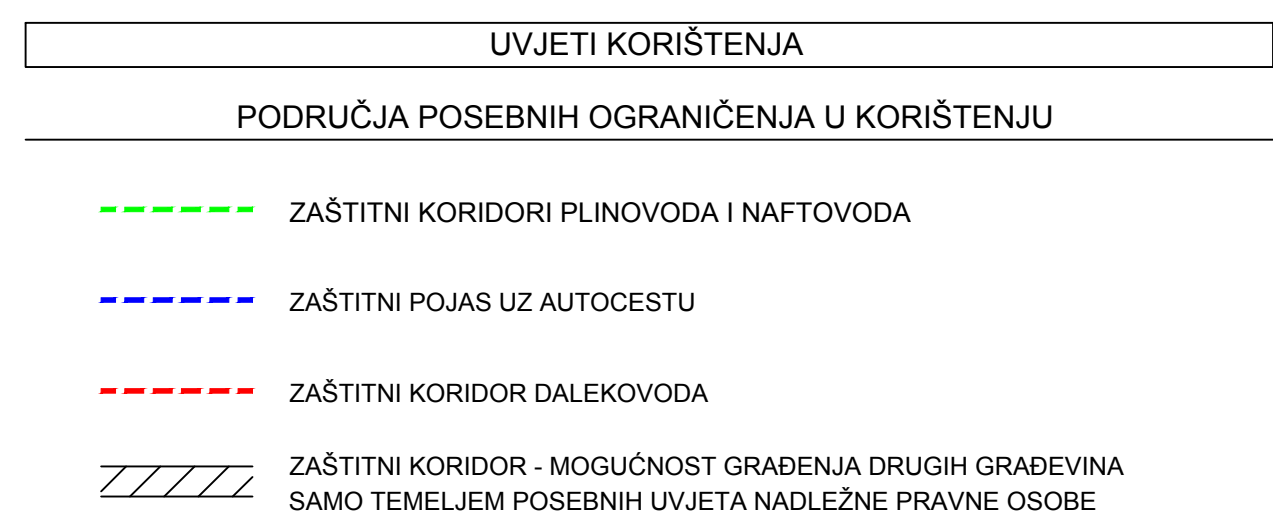 UVJETI KORIŠTENJA
PODRUČJA POSEBNIH OGRANIČENJA U KORIŠTENJU
ZAŠTITNI KORIDORI PLINOVODA I NAFTOVODA
ZAŠTITNI POJAS UZ AUTOCESTU
ZAŠTITNI KORIDOR DALEKOVODA
ZAŠTITNI KORIDOR - MOGUĆNOST GRAĐENJA DRUGIH GRAĐEVINA
SAMO TEMELJEM POSEBNIH UVJETA NADLEŽNE PRAVNE OSOBE